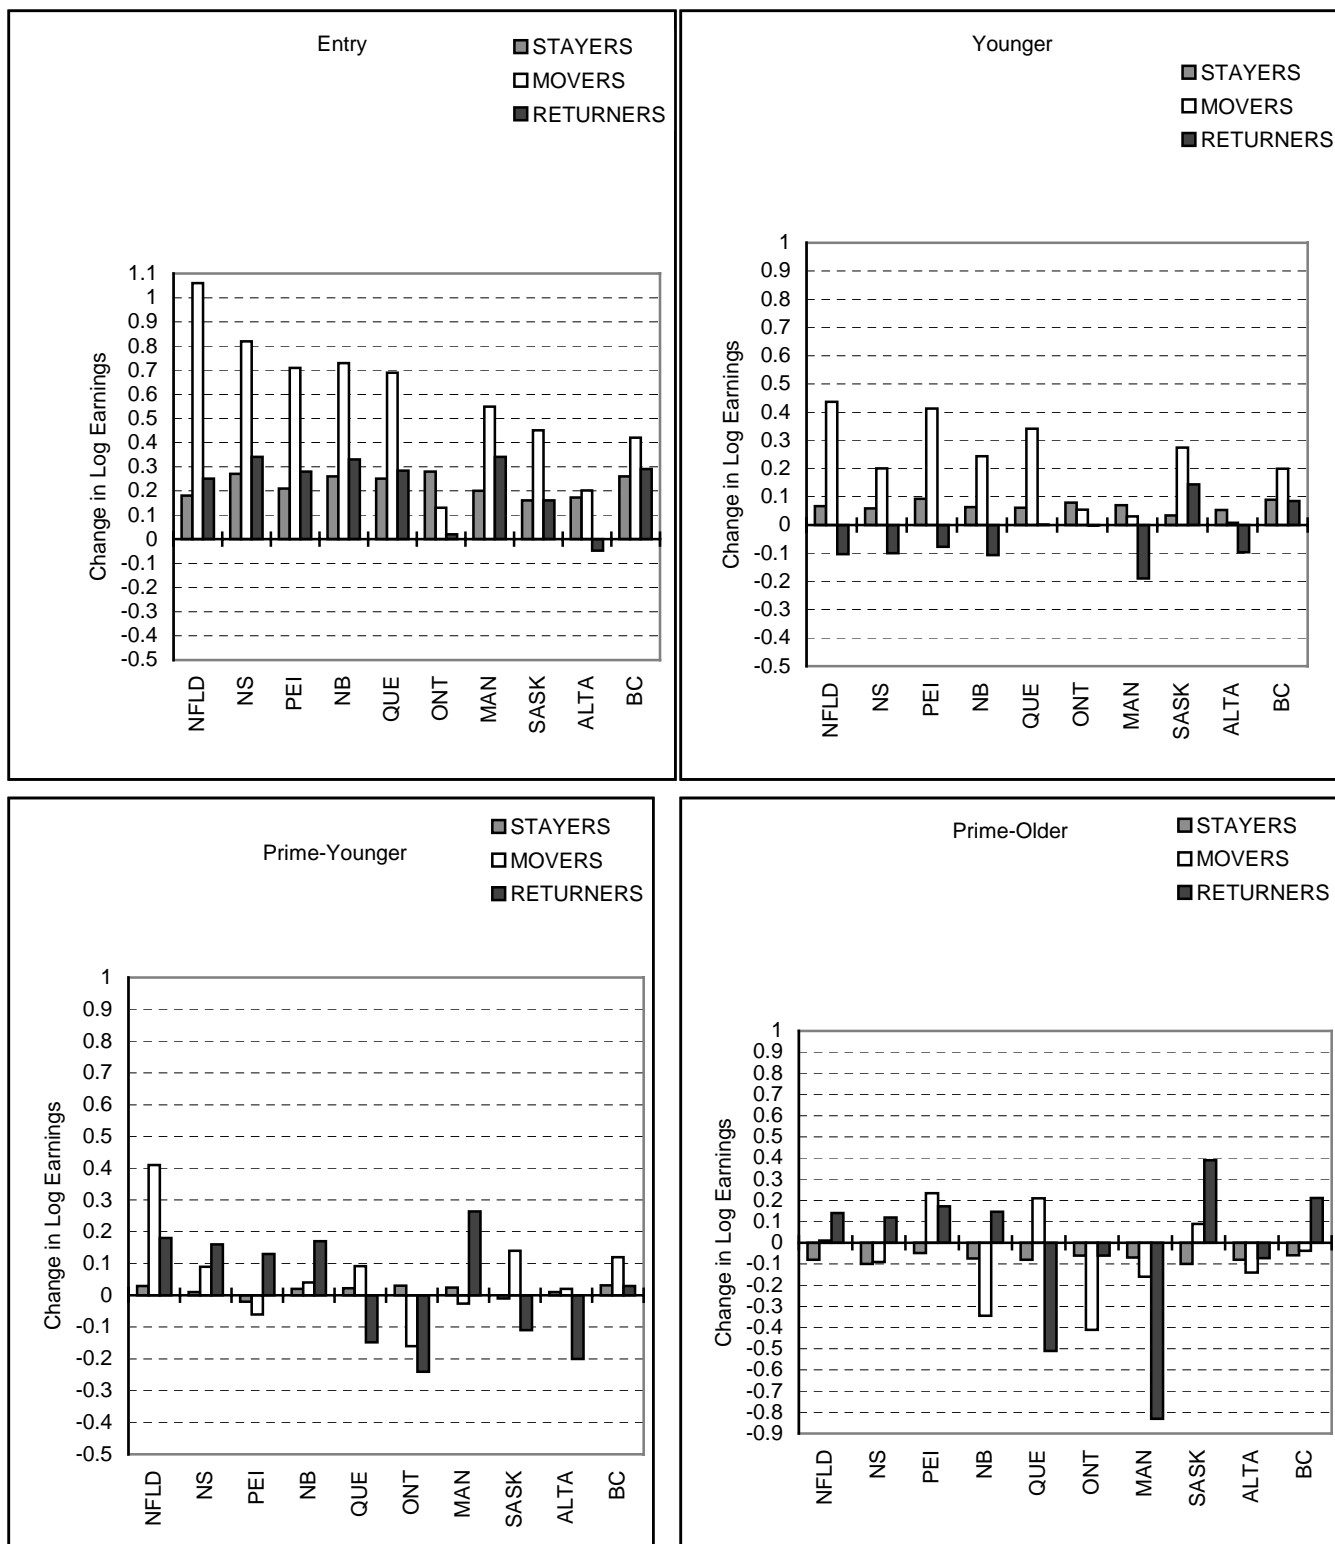 Entry
STAYERS
MOVERS
RETURNERS
Change in Log Earnings
1.1
1
0.9
0.8
0.7
0.6
0.5
0.4
0.3
0.2
0.1
0
-0.1
-0.2
-0.3
-0.4
-0.5
NFLD NS PEI NB QUE ONT MAN SASK ALTA BC
Younger
STAYERS
MOVERS
RETURNERS
Change in Log Earnings
1
0.9
0.8
0.7
0.6
0.5
0.4
0.3
0.2
0.1
0
-0.1
-0.2
-0.3
-0.4
-0.5
NFLD NS PEI NB QUE ONT MAN SASK ALTA BC
Prime-Younger
STAYERS
MOVERS
RETURNERS
Change in Log Earnings
1
0.9
0.8
0.7
0.6
0.5
0.4
0.3
0.2
0.1
0
-0.1
-0.2
-0.3
-0.4
-0.5
NFLD NS PEI NB QUE ONT MAN SASK ALTA BC
Prime-Older
STAYERS
MOVERS
RETURNERS
Change in Log Earnings
1
0.9
0.8
0.7
0.6
0.5
0.4
0.3
0.2
0.1
0
-0.1
-0.2
-0.3
-0.4
-0.5
-0.6
-0.7
-0.8
-0.9
NFLD NS PEI NB QUE ONT MAN SASK ALTA BC